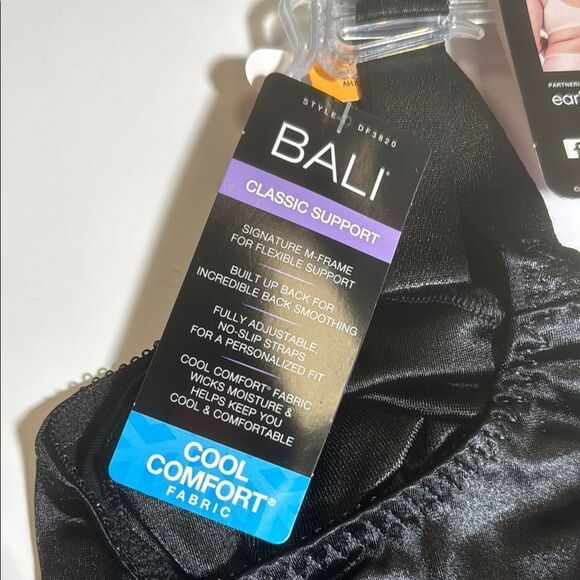 STYLE DF3820
BALI
CLASSIC SUPPORT
SIGNATURE M-FRAME
FOR FLEXIBLE SUPPORT
BUILT UP BACK FOR
INCREDIBLE BACK SMOOTHING
FULLY ADJUSTABLE,
NO-SLIP STRAPS
FOR A PERSONALIZED FIT
COOL COMFORT® FABRIC
WICKS MOISTURE &
HELPS KEEP YOU
COOL & COMFORTABLE
COOL
COMFORT®
FABRIC